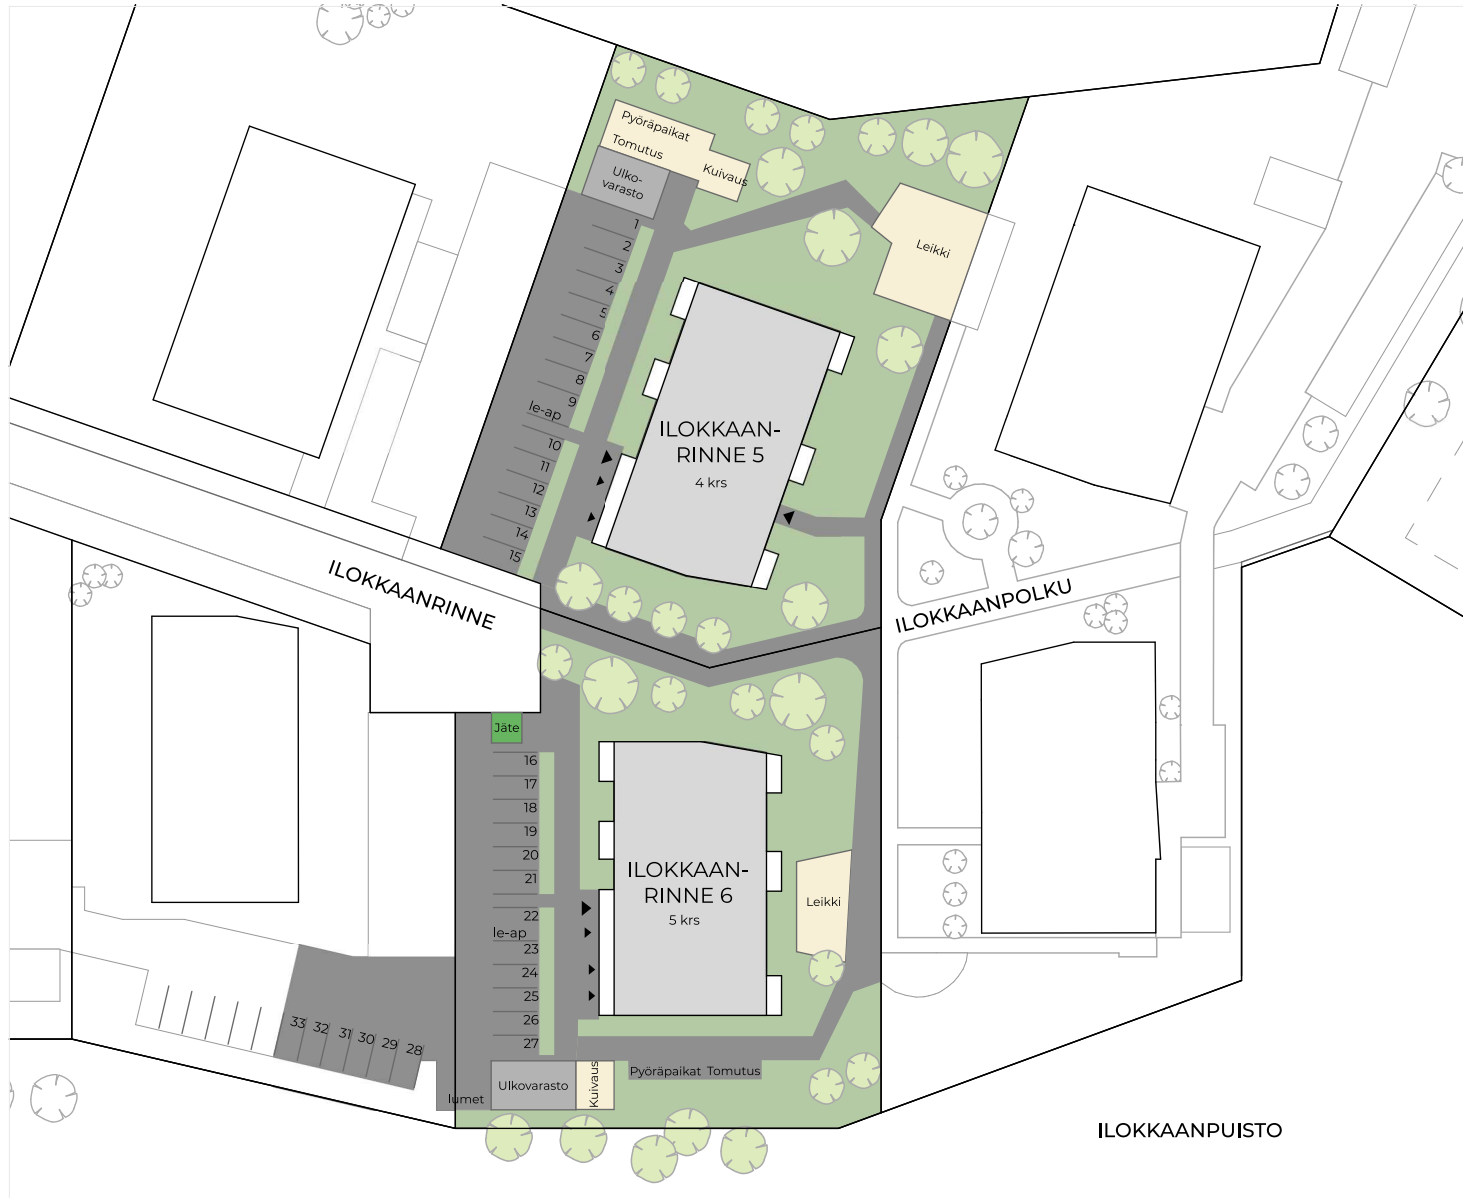 Pyöräpaikat
Tomutus
Kuivaus
Ulko-
varasto
Leikki
1
2
3
4
5
6
7
8
9
le-ap
10
11
12
13
14
15
ILOKKAAN-
RINNE 5
4 krs
ILOKKAANRINNE
ILOKKAANPOLKU
Jäte
16
17
18
19
20
21
22
le-ap
23
24
25
26
27
ILOKKAAN-
RINNE 6
5 krs
Leikki
33 32 31 30 29 28
lumet
Ulkovarasto
Kuivaus
Pyöräpaikat Tomutus
ILOKKAANPUISTO